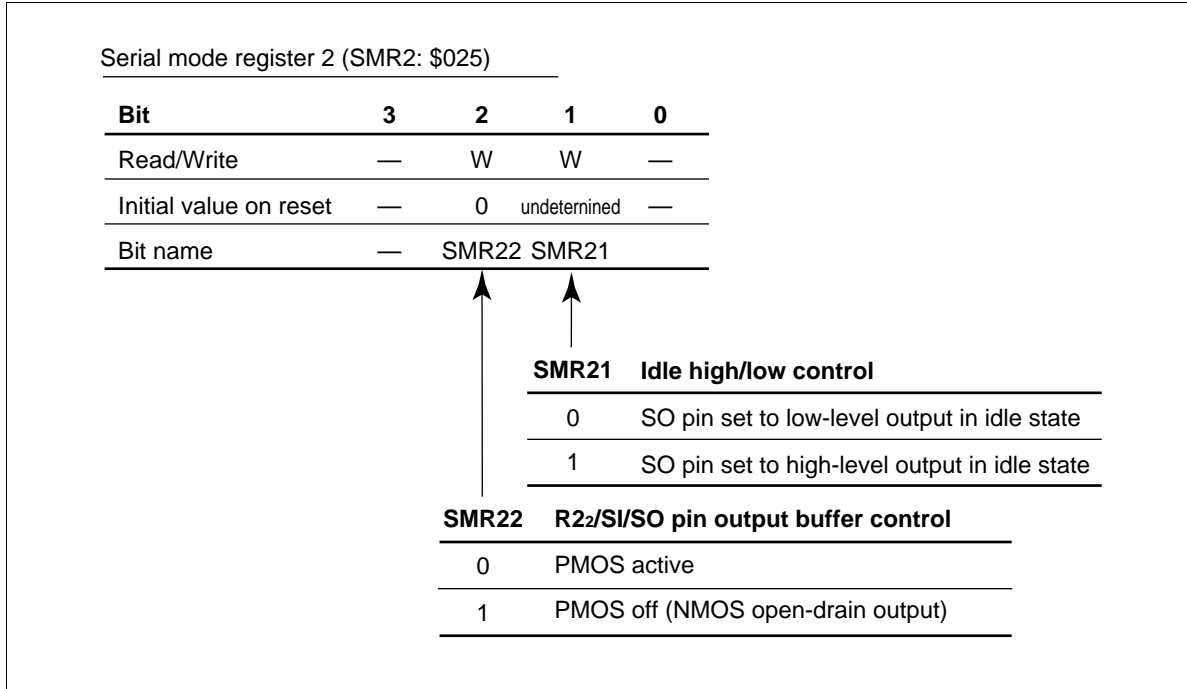 Serial mode register 2 (SMR2: $025)
Bit 3 2 1 0
Read/Write — W W —
Initial value on reset — 0 undeternined —
Bit name — SMR22 SMR21
SMR21 Idle high/low control
0 SO pin set to low-level output in idle state
1 SO pin set to high-level output in idle state
SMR22 R2₂/SI/SO pin output buffer control
0 PMOS active
1 PMOS off (NMOS open-drain output)